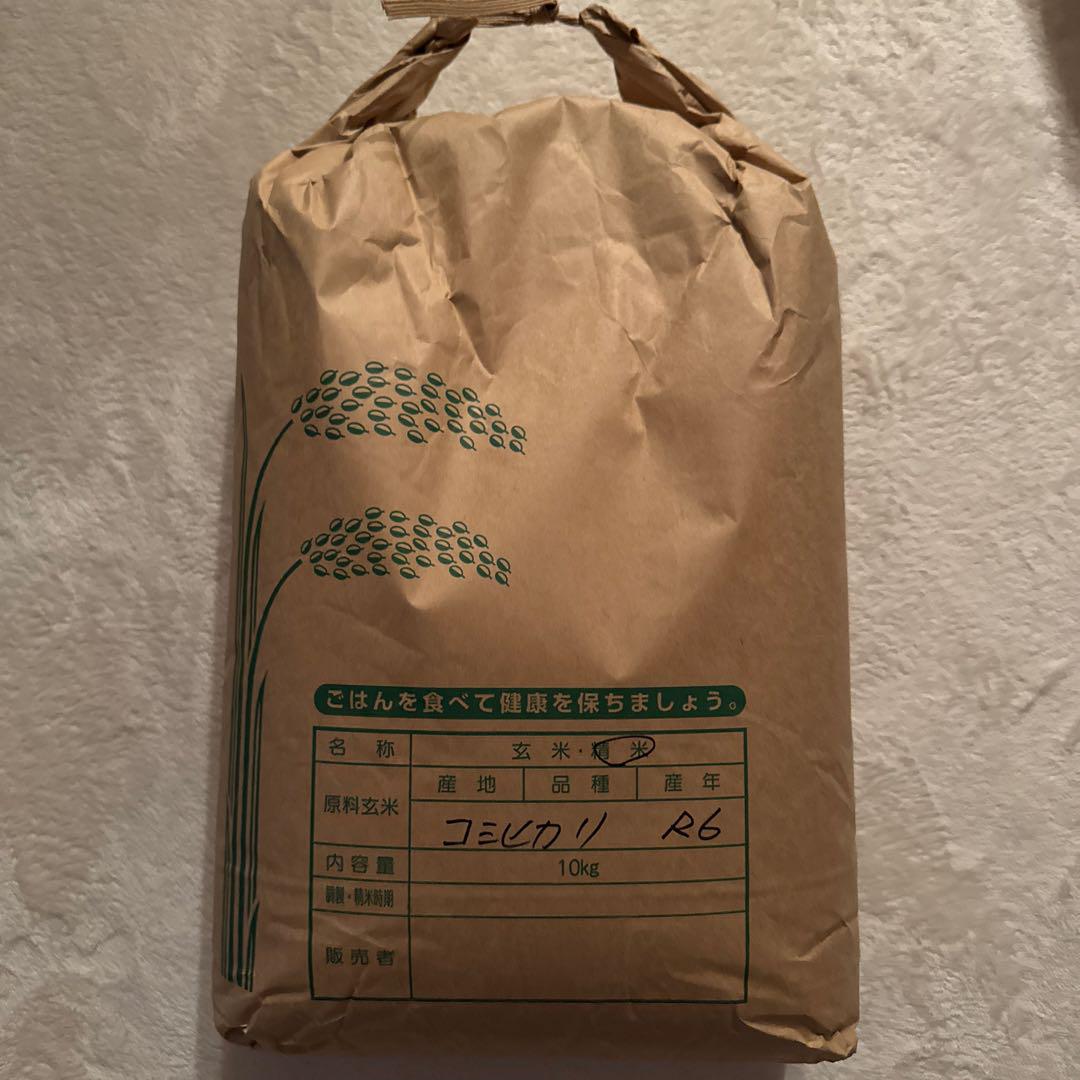 ごはんを食べて健康を保ちましょう。
名称 玄米・精米
原料玄米 産地 品種 産年
コシヒカリ R6
内容量 10kg
調製・精米時期
販売者